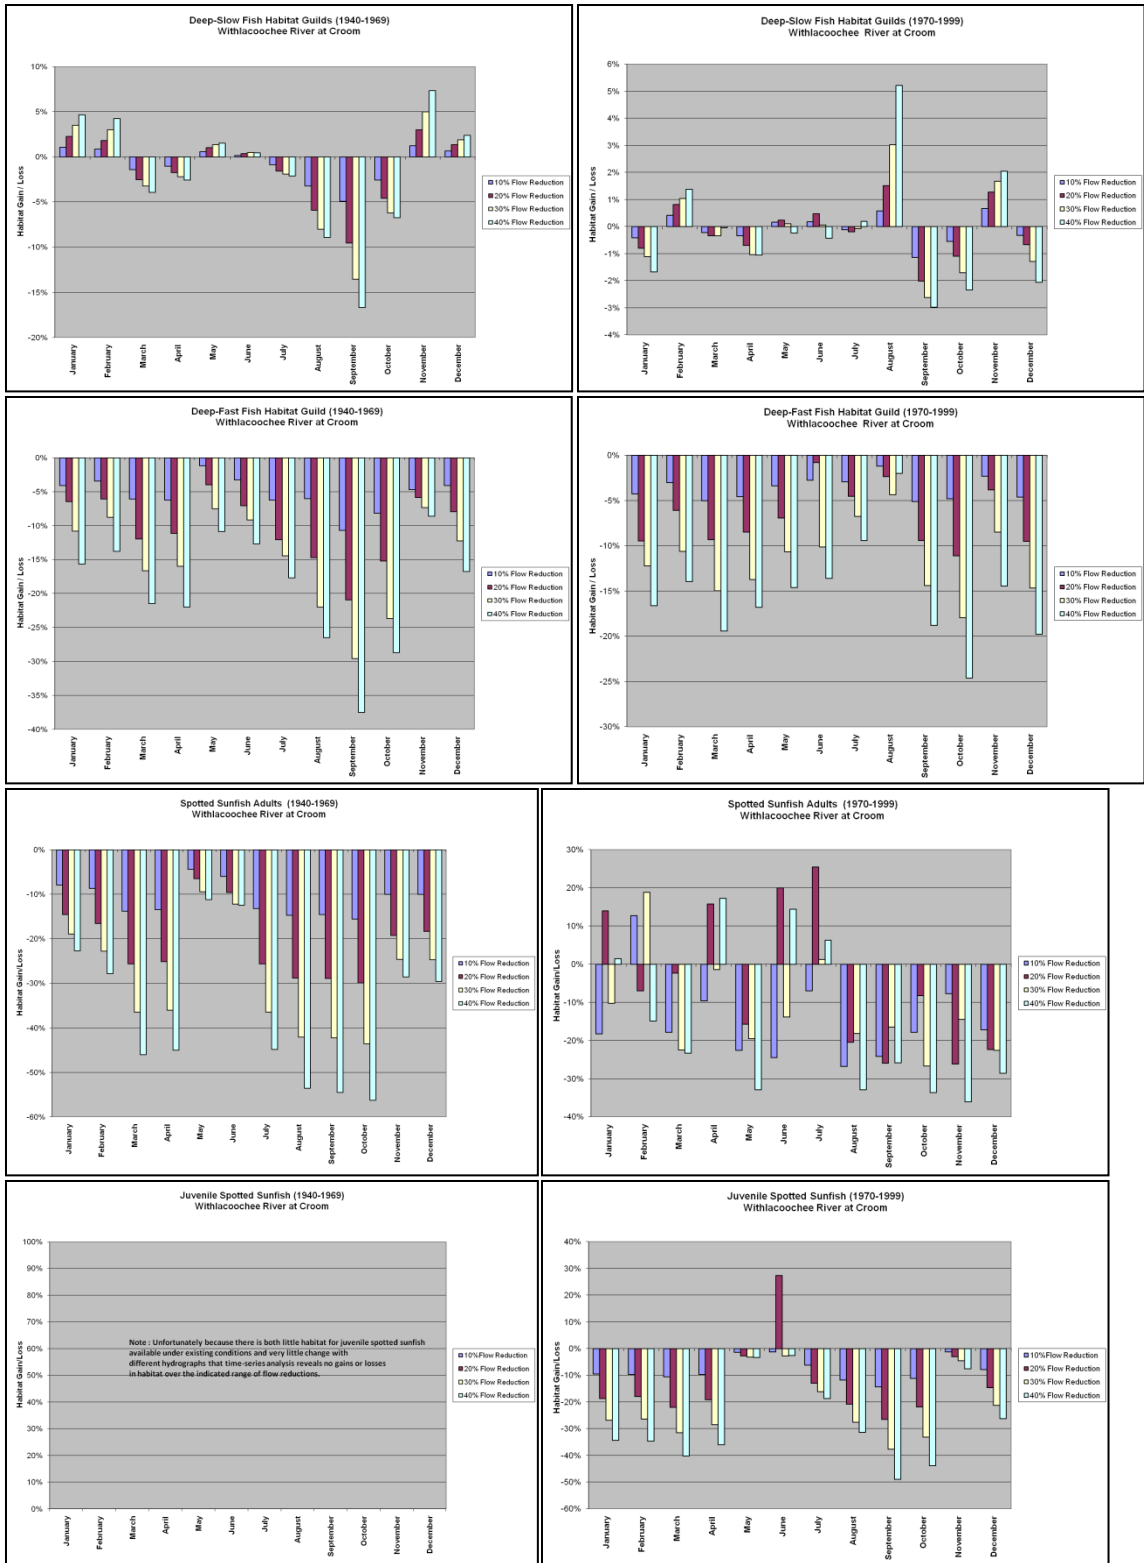 Deep-Slow Fish Habitat Guilds (1940-1969)
Withlacoochee River at Croom
Habitat Gain / Loss
10%
5%
0%
-5%
-10%
-15%
-20%
January
February
March
April
May
June
July
August
September
October
November
December
10% Flow Reduction
20% Flow Reduction
30% Flow Reduction
40% Flow Reduction
Deep-Slow Fish Habitat Guilds (1970-1999)
Withlacoochee River at Croom
Habitat Gain / Loss
6%
5%
4%
3%
2%
1%
0%
-1%
-2%
-3%
-4%
January
February
March
April
May
June
July
August
September
October
November
December
10% Flow Reduction
20% Flow Reduction
30% Flow Reduction
40% Flow Reduction
Deep-Fast Fish Habitat Guild (1940-1969)
Withlacoochee River at Croom
Habitat Gain / Loss
0%
-5%
-10%
-15%
-20%
-25%
-30%
-35%
-40%
January
February
March
April
May
June
July
August
September
October
November
December
10% Flow Reduction
20% Flow Reduction
30% Flow Reduction
40% Flow Reduction
Deep-Fast Fish Habitat Guild (1970-1999)
Withlacoochee River at Croom
Habitat Gain / Loss
0%
-5%
-10%
-15%
-20%
-25%
-30%
January
February
March
April
May
June
July
August
September
October
November
December
10% Flow Reduction
20% Flow Reduction
30% Flow Reduction
40% Flow Reduction
Spotted Sunfish Adults (1940-1969)
Withlacoochee River at Croom
Habitat Gain/Loss
0%
-10%
-20%
-30%
-40%
-50%
-60%
January
February
March
April
May
June
July
August
September
October
November
December
10% Flow Reduction
20% Flow Reduction
30% Flow Reduction
40% Flow Reduction
Spotted Sunfish Adults (1970-1999)
Withlacoochee River at Croom
Habitat Gain/Loss
30%
20%
10%
0%
-10%
-20%
-30%
-40%
January
February
March
April
May
June
July
August
September
October
November
December
10% Flow Reduction
20% Flow Reduction
30% Flow Reduction
40% Flow Reduction
Juvenile Spotted Sunfish (1940-1969)
Withlacoochee River at Croom
Habitat Gain/Loss
100%
90%
80%
70%
60%
50%
40%
30%
20%
10%
0%
Note : Unfortunately because there is both little habitat for juvenile spotted sunfish
available under existing conditions and very little change with
different hydrographs that time-series analysis reveals no gains or losses
in habitat over the indicated range of flow reductions.
January
February
March
April
May
June
July
August
September
October
November
December
10%Flow Reduction
20% Flow Reduction
30% Flow Reduction
40% Flow Reduction
Juvenile Spotted Sunfish (1970-1999)
Withlacoochee River at Croom
Habitat Gain/Loss
40%
30%
20%
10%
0%
-10%
-20%
-30%
-40%
-50%
-60%
January
February
March
April
May
June
July
August
September
October
November
December
10%Flow Reduction
20% Flow Reduction
30% Flow Reduction
40% Flow Reduction